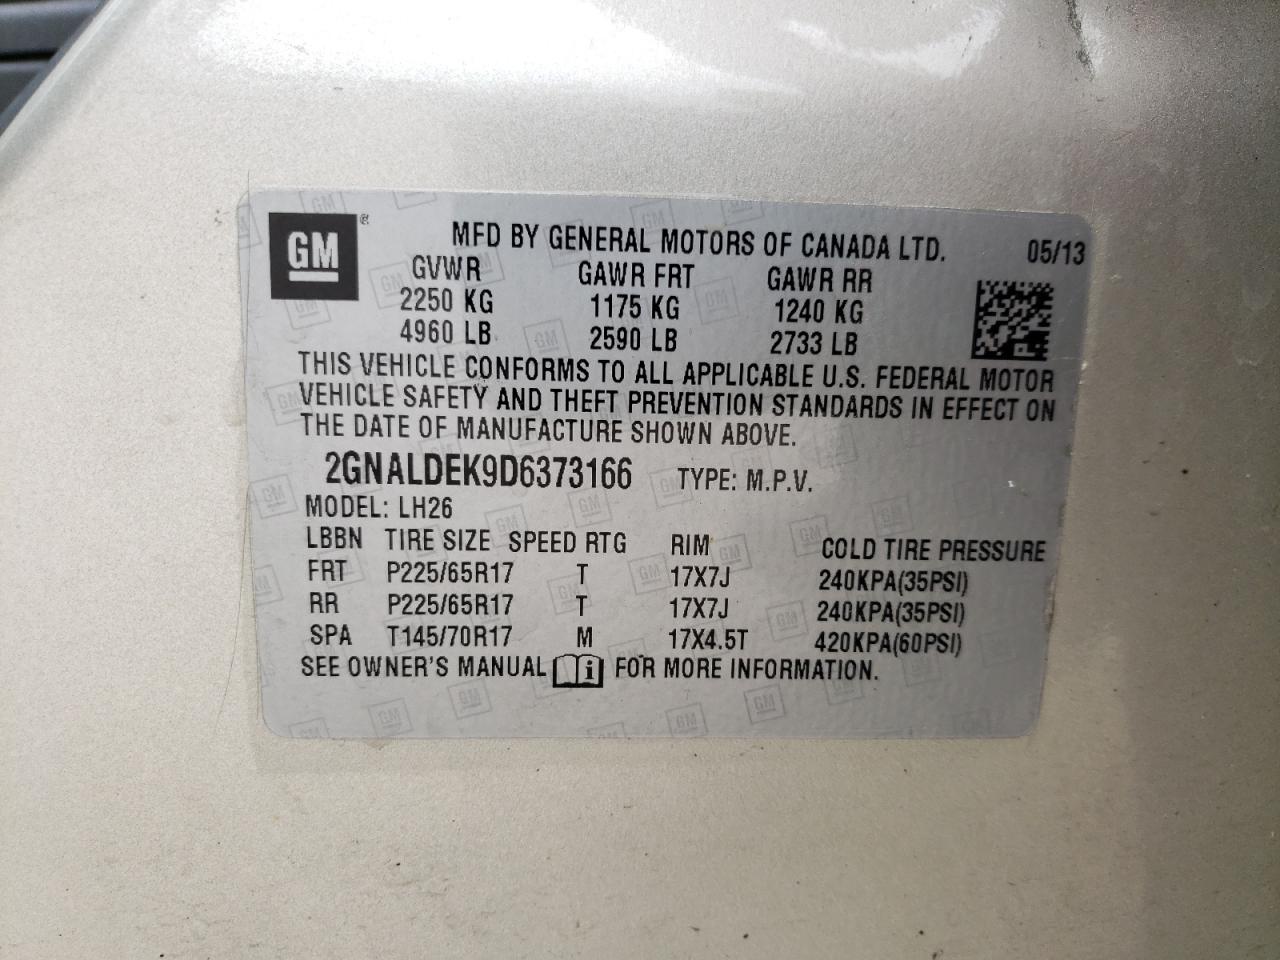 GM ® MFD BY GENERAL MOTORS OF CANADA LTD. 05/13
GVWR GAWR FRT GAWR RR
2250 KG 1175 KG 1240 KG
4960 LB 2590 LB 2733 LB
THIS VEHICLE CONFORMS TO ALL APPLICABLE U.S. FEDERAL MOTOR
VEHICLE SAFETY AND THEFT PREVENTION STANDARDS IN EFFECT ON
THE DATE OF MANUFACTURE SHOWN ABOVE.
2GNALDEK9D6373166 TYPE: M.P.V.
MODEL: LH26
LBBN TIRE SIZE SPEED RTG RIM COLD TIRE PRESSURE
FRT P225/65R17 T 17X7J 240KPA(35PSI)
RR P225/65R17 T 17X7J 240KPA(35PSI)
SPA T145/70R17 M 17X4.5T 420KPA(60PSI)
SEE OWNER'S MANUAL i FOR MORE INFORMATION.